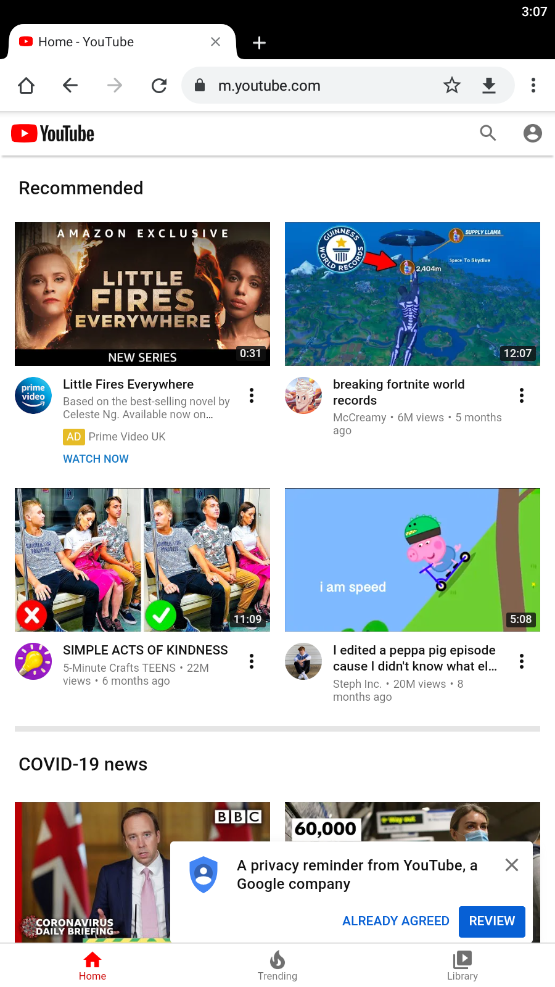 3:07
Home - YouTube
m.youtube.com
YouTube
Recommended
AMAZON EXCLUSIVE
LITTLE
FIRES
EVERYWHERE
NEW SERIES
0:31
GUINNESS
WORLD RECORDS
SUPPLY LLAMA
2,404m
Space To Skydive
12:07
prime video
Little Fires Everywhere
Based on the best-selling novel by
Celeste Ng. Available now on...
AD Prime Video UK
WATCH NOW
breaking fortnite world
records
McCreamy • 6M views • 5 months
ago
11:09
i am speed
5:08
SIMPLE ACTS OF KINDNESS
5-Minute Crafts TEENS • 22M
views • 6 months ago
I edited a peppa pig episode
cause I didn't know what el...
Steph Inc. • 20M views • 8
months ago
COVID-19 news
BBC
CORONAVIRUS
DAILY BRIEFING
Way out
60,000
A privacy reminder from YouTube, a
Google company
ALREADY AGREED
REVIEW
Home
Trending
Library